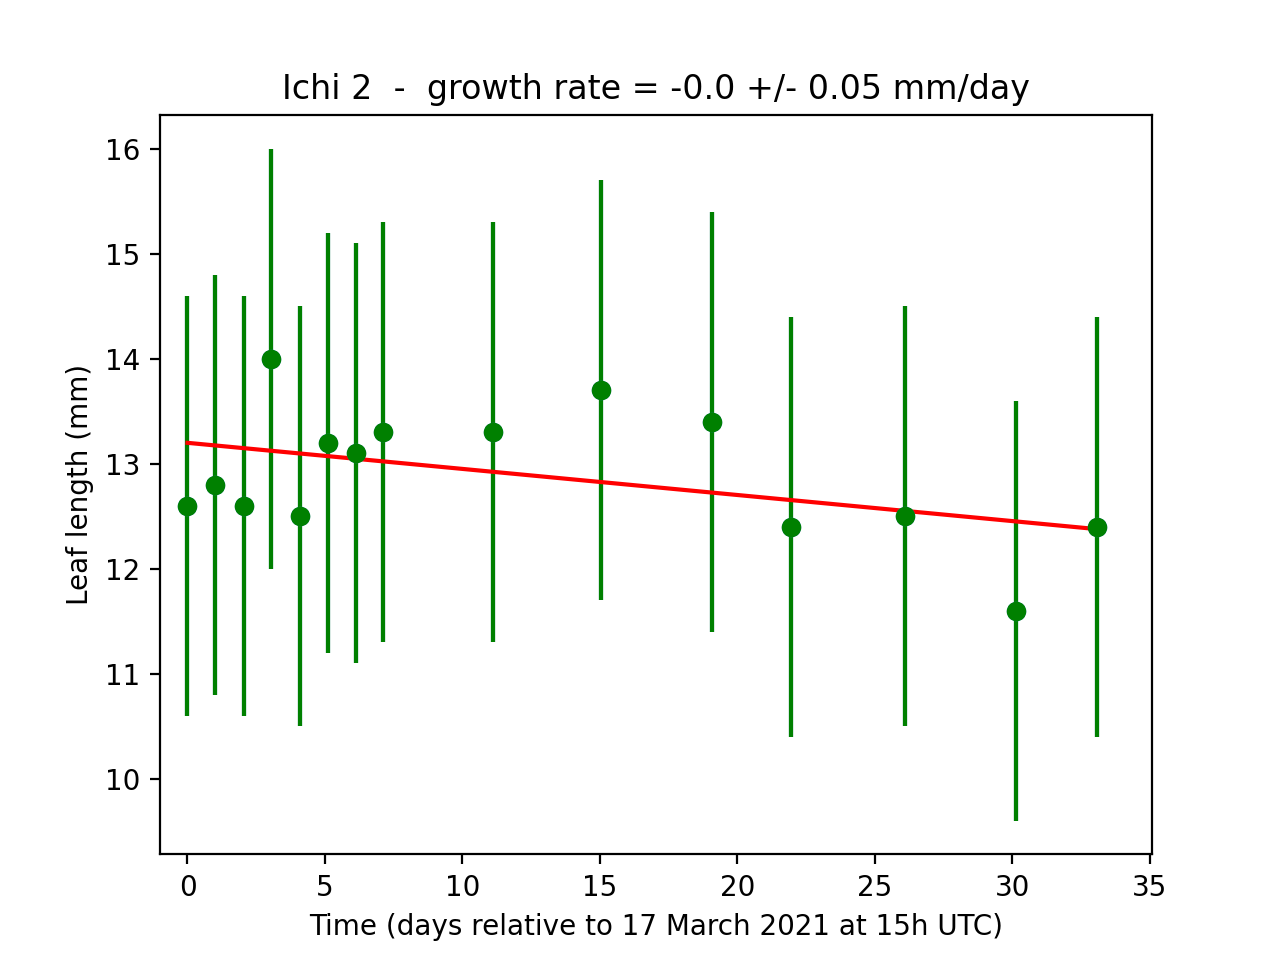 Ichi 2  -  growth rate = -0.0 +/- 0.05 mm/day
16
15
14
13
12
11
10
Leaf length (mm)
0 5 10 15 20 25 30 35
Time (days relative to 17 March 2021 at 15h UTC)